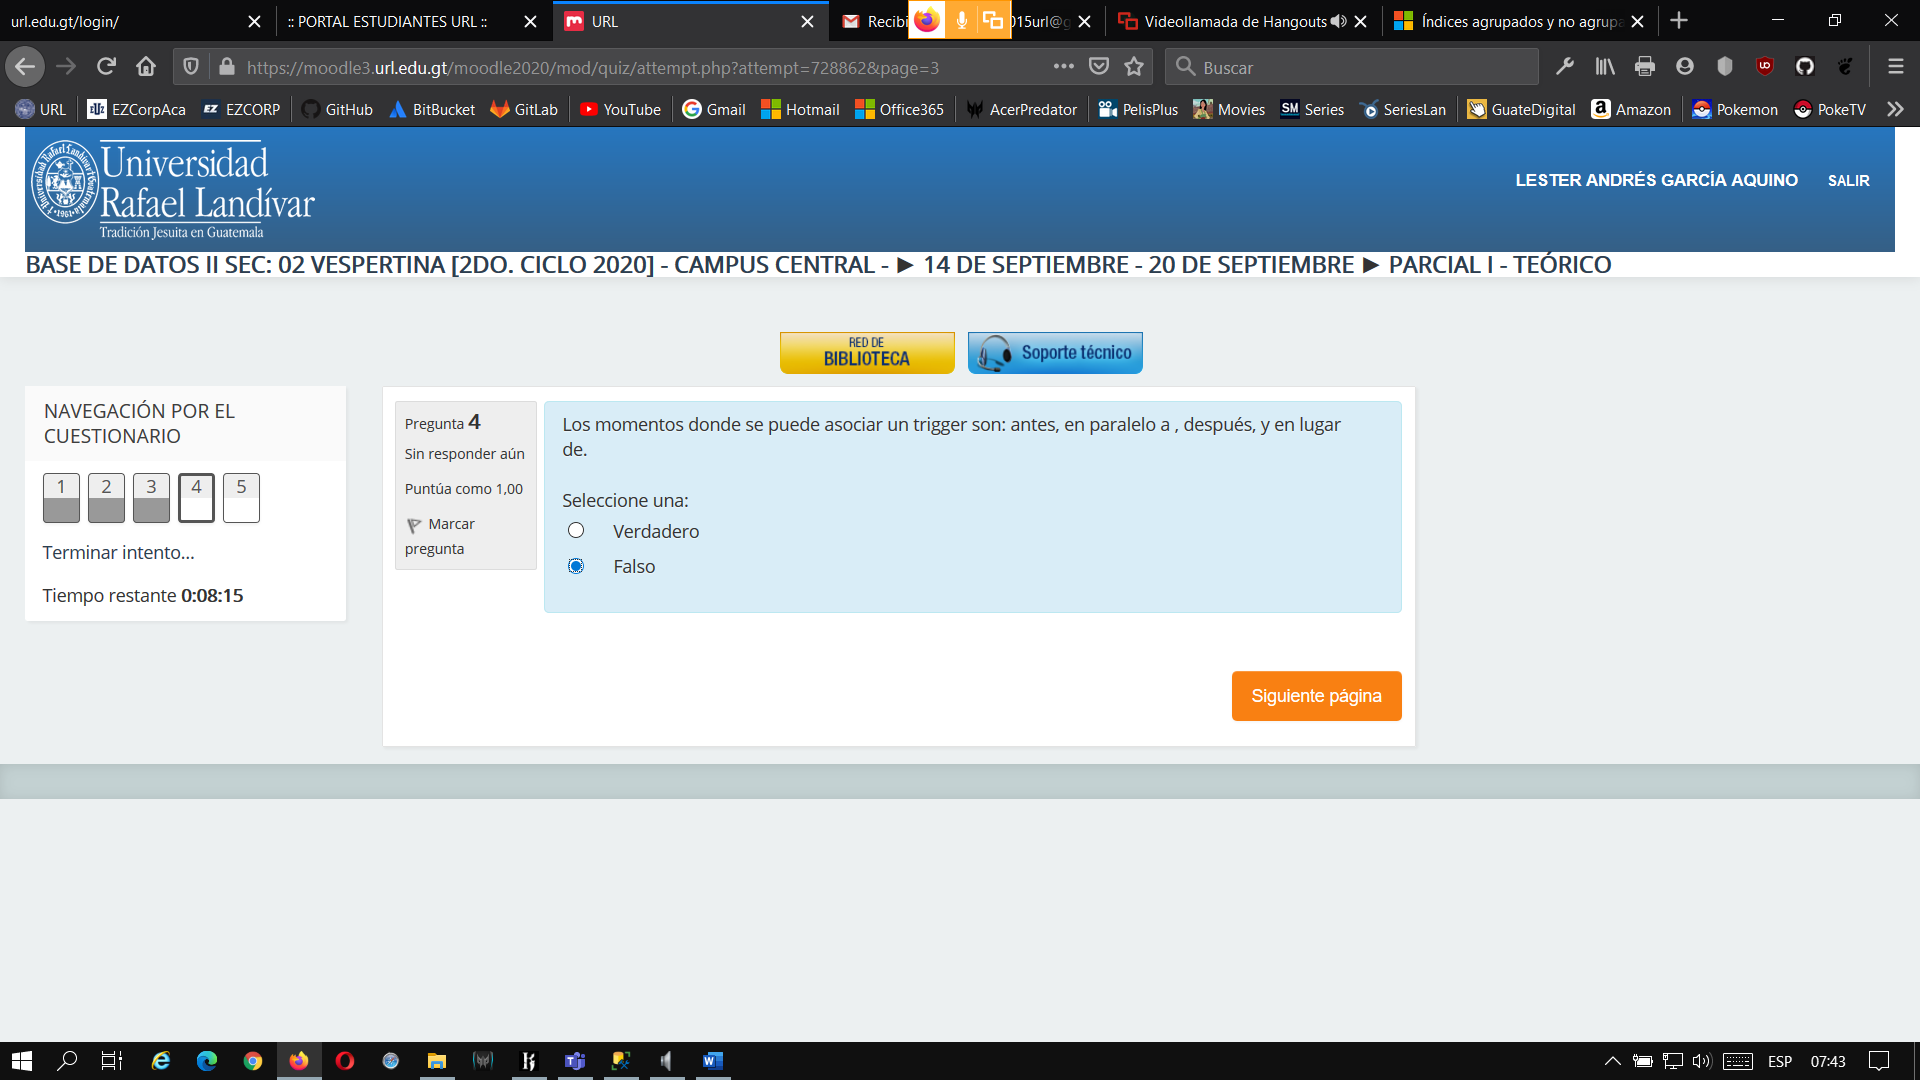 url.edu.gt/login/
:: PORTAL ESTUDIANTES URL ::
URL
Recibi
015url@g
Videollamada de Hangouts
Índices agrupados y no agrupa
https://moodle3.url.edu.gt/moodle2020/mod/quiz/attempt.php?attempt=728862&page=3
Buscar
URL
EZCorpAca
EZCORP
GitHub
BitBucket
GitLab
YouTube
Gmail
Hotmail
Office365
AcerPredator
PelisPlus
Movies
Series
SeriesLan
GuateDigital
Amazon
Pokemon
PokeTV
Universidad
Rafael Landívar
Tradición Jesuita en Guatemala
LESTER ANDRÉS GARCÍA AQUINO
SALIR
BASE DE DATOS II SEC: 02 VESPERTINA [2DO. CICLO 2020] - CAMPUS CENTRAL - ► 14 DE SEPTIEMBRE - 20 DE SEPTIEMBRE ► PARCIAL I - TEÓRICO
RED DE
BIBLIOTECA
Soporte técnico
NAVEGACIÓN POR EL
CUESTIONARIO
1 2 3 4 5
Terminar intento...
Tiempo restante 0:08:15
Pregunta 4
Sin responder aún
Puntúa como 1,00
Marcar
pregunta
Los momentos donde se puede asociar un trigger son: antes, en paralelo a , después, y en lugar
de.
Seleccione una:
Verdadero
Falso
Siguiente página
ESP
07:43